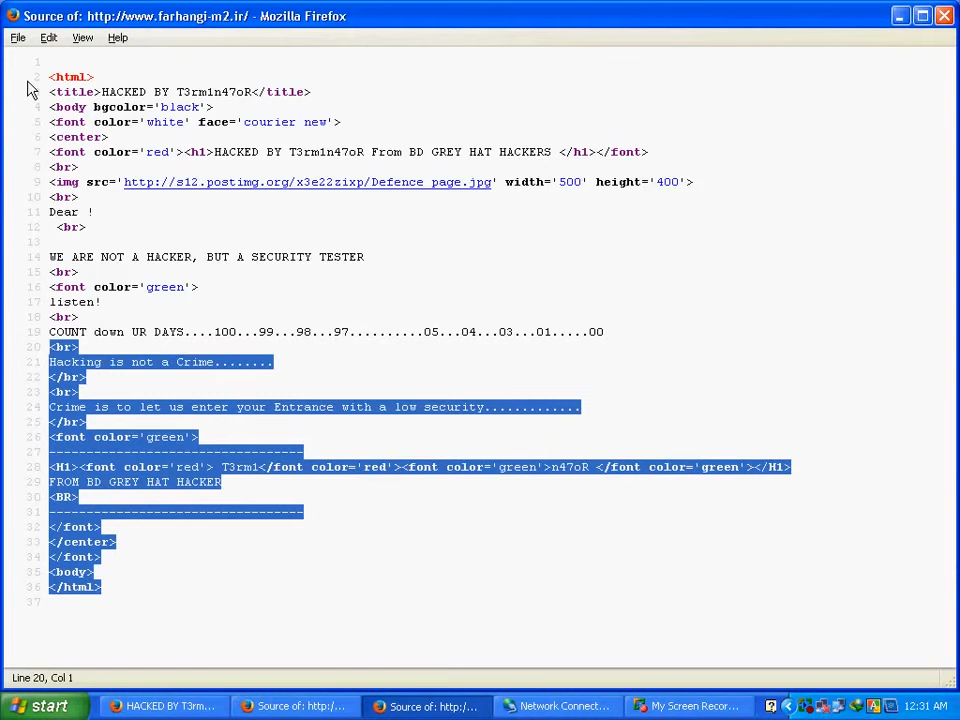 Source of: http://www.farhangi-m2.ir/ - Mozilla Firefox
File Edit View Help
1
2 <html>
<title>HACKED BY T3rm1n47oR</title>
4 <body bgcolor='black'>
5 <font color='white' face='courier new'>
6 <center>
7 <font color='red'><h1>HACKED BY T3rm1n47oR From BD GREY HAT HACKERS </h1></font>
8 <br>
9 <img src='http://s12.postimg.org/x3e22zixp/Defence_page.jpg' width='500' height='400'>
10 <br>
11 Dear !
12 <br>
13
14 WE ARE NOT A HACKER, BUT A SECURITY TESTER
15 <br>
16 <font color='green'>
17 listen!
18 <br>
19 COUNT down UR DAYS....100...99...98...97..........05...04...03...01.....00
20 <br>
21 Hacking is not a Crime........
22 </br>
23 <br>
24 Crime is to let us enter your Entrance with a low security.............
25 </br>
26 <font color='green'>
27 ----------------------------------
28 <H1><font color='red'> T3rm1</font color='red'><font color='green'>n47oR </font color='green'></H1>
29 FROM BD GREY HAT HACKER
30 <BR>
31 ----------------------------------
32 </font>
33 </center>
34 </font>
35 <body>
36 </html>
37
Line 20, Col 1
start HACKED BY T3rm... Source of: http:/... Source of: http:/... Network Connect... My Screen Recor... 12:31 AM